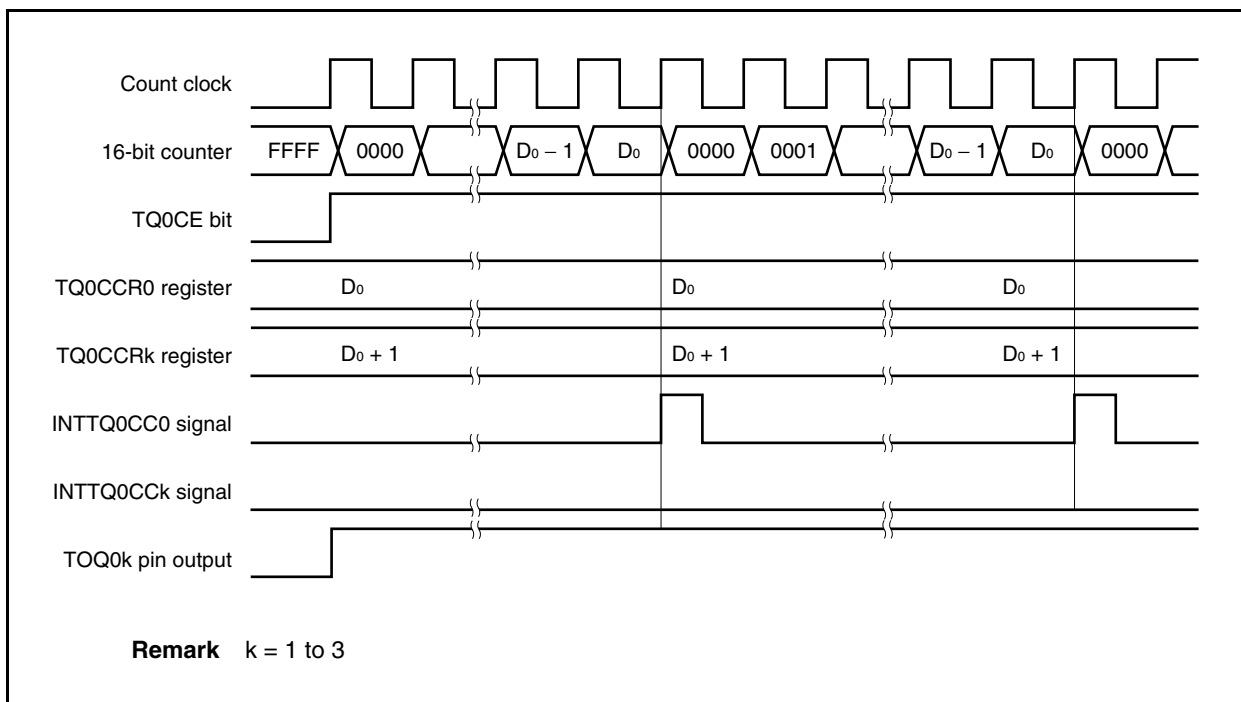 Count clock
16-bit counter FFFF 0000 D₀ − 1 D₀ 0000 0001 D₀ − 1 D₀ 0000
TQ0CE bit
TQ0CCR0 register D₀ D₀ D₀
TQ0CCRk register D₀ + 1 D₀ + 1 D₀ + 1
INTTQ0CC0 signal
INTTQ0CCk signal
TOQ0k pin output
Remark k = 1 to 3